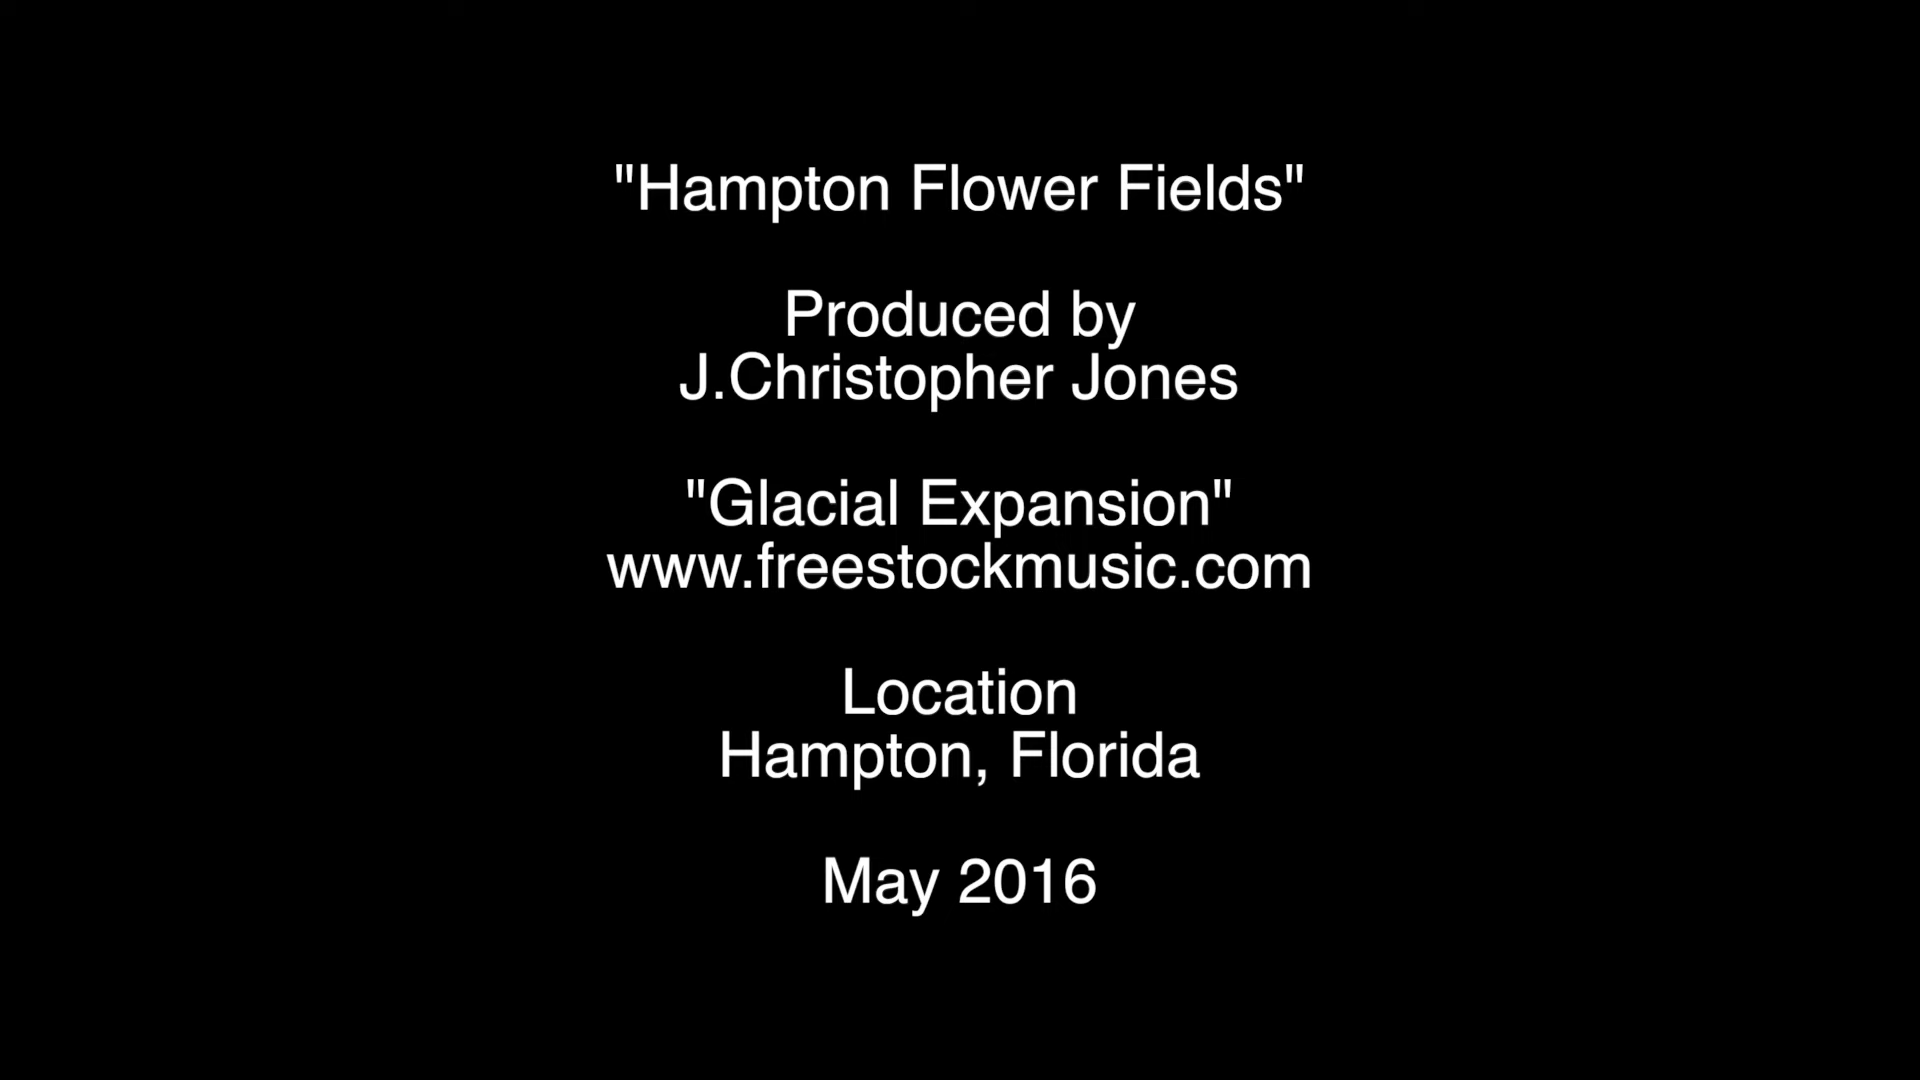 "Hampton Flower Fields"
Produced by
J.Christopher Jones
"Glacial Expansion"
www.freestockmusic.com
Location
Hampton, Florida
May 2016